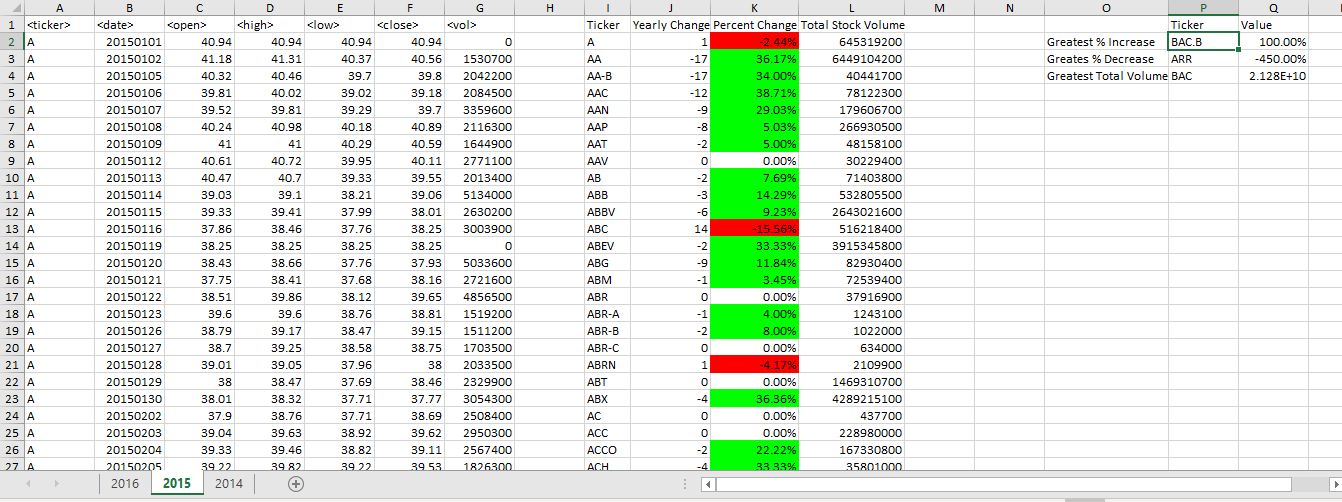 A B C D E F G H I J K L M N O P Q
1 <ticker> <date> <open> <high> <low> <close> <vol> Ticker Yearly Change Percent Change Total Stock Volume Ticker Value
2 A 20150101 40.94 40.94 40.94 40.94 0 A 1 -2.44% 645319200 Greatest % Increase BAC.B 100.00%
3 A 20150102 41.18 41.31 40.37 40.56 1530700 AA -17 36.17% 6449104200 Greates % Decrease ARR -450.00%
4 A 20150105 40.32 40.46 39.7 39.8 2042200 AA-B -17 34.00% 40441700 Greatest Total Volume BAC 2.128E+10
5 A 20150106 39.81 40.02 39.02 39.18 2084500 AAC -12 38.71% 78122300
6 A 20150107 39.52 39.81 39.29 39.7 3359600 AAN -9 29.03% 179606700
7 A 20150108 40.24 40.98 40.18 40.89 2116300 AAP -8 5.03% 266930500
8 A 20150109 41 41 40.29 40.59 1644900 AAT -2 5.00% 48158100
9 A 20150112 40.61 40.72 39.95 40.11 2771100 AAV 0 0.00% 30229400
10 A 20150113 40.47 40.7 39.33 39.55 2013400 AB -2 7.69% 71403800
11 A 20150114 39.03 39.1 38.21 39.06 5134000 ABB -3 14.29% 532805500
12 A 20150115 39.33 39.41 37.99 38.01 2630200 ABBV -6 9.23% 2643021600
13 A 20150116 37.86 38.46 37.76 38.25 3003900 ABC 14 -15.56% 516218400
14 A 20150119 38.25 38.25 38.25 38.25 0 ABEV -2 33.33% 3915345800
15 A 20150120 38.43 38.66 37.76 37.93 5033600 ABG -9 11.84% 82930400
16 A 20150121 37.75 38.41 37.68 38.16 2721600 ABM -1 3.45% 72539400
17 A 20150122 38.51 39.86 38.12 39.65 4856500 ABR 0 0.00% 37916900
18 A 20150123 39.6 39.6 38.76 38.81 1519200 ABR-A -1 4.00% 1243100
19 A 20150126 38.79 39.17 38.47 39.15 1511200 ABR-B -2 8.00% 1022000
20 A 20150127 38.7 39.25 38.58 38.75 1703500 ABR-C 0 0.00% 634000
21 A 20150128 39.01 39.05 37.96 38 2033500 ABRN 1 -4.17% 2109900
22 A 20150129 38 38.47 37.69 38.46 2329900 ABT 0 0.00% 1469310700
23 A 20150130 38.01 38.32 37.71 37.77 3054300 ABX -4 36.36% 4289215100
24 A 20150202 37.9 38.76 37.71 38.69 2508400 AC 0 0.00% 437700
25 A 20150203 39.04 39.63 38.92 39.62 2950300 ACC 0 0.00% 228980000
26 A 20150204 39.33 39.46 38.82 39.11 2567400 ACCO -2 22.22% 167330800
27 A 20150205 39.22 39.82 39.22 39.53 1826300 ACH -4 33.33% 35801000
2016 2015 2014